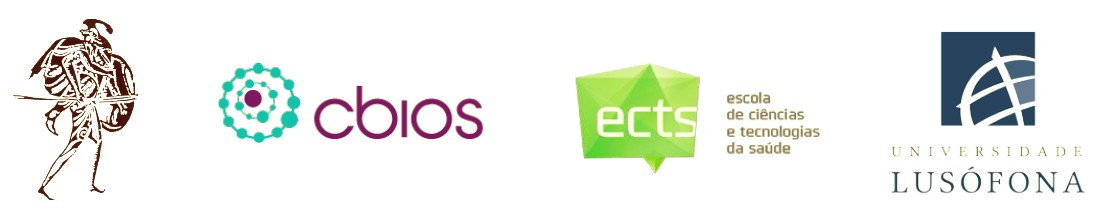 cbios
ects
escola
de ciências
e tecnologias
da saúde
UNIVERSIDADE
LUSÓFONA